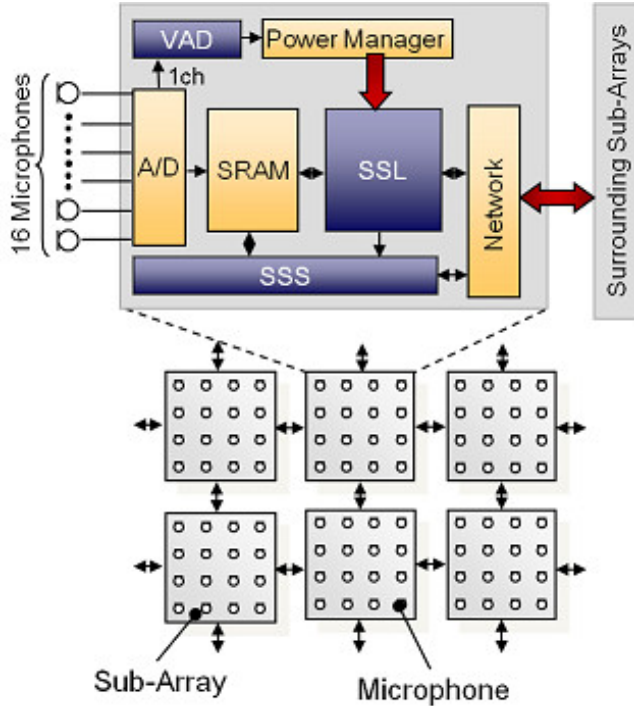 VAD
Power Manager
1ch
16 Microphones
A/D
SRAM
SSL
Network
Surrounding Sub-Arrays
SSS
Sub-Array
Microphone